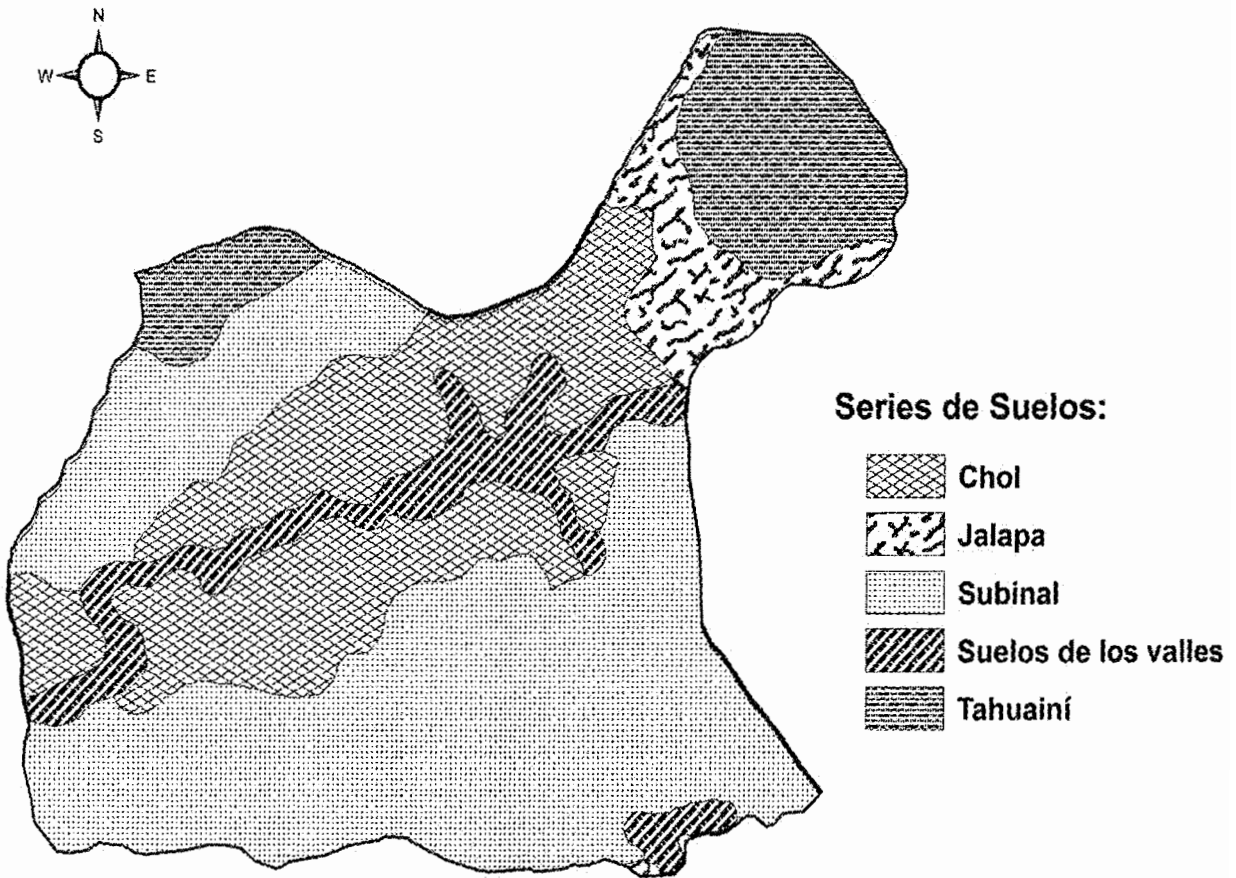 N
W E
S
Series de Suelos:
Chol
Jalapa
Subinal
Suelos de los valles
Tahuainí